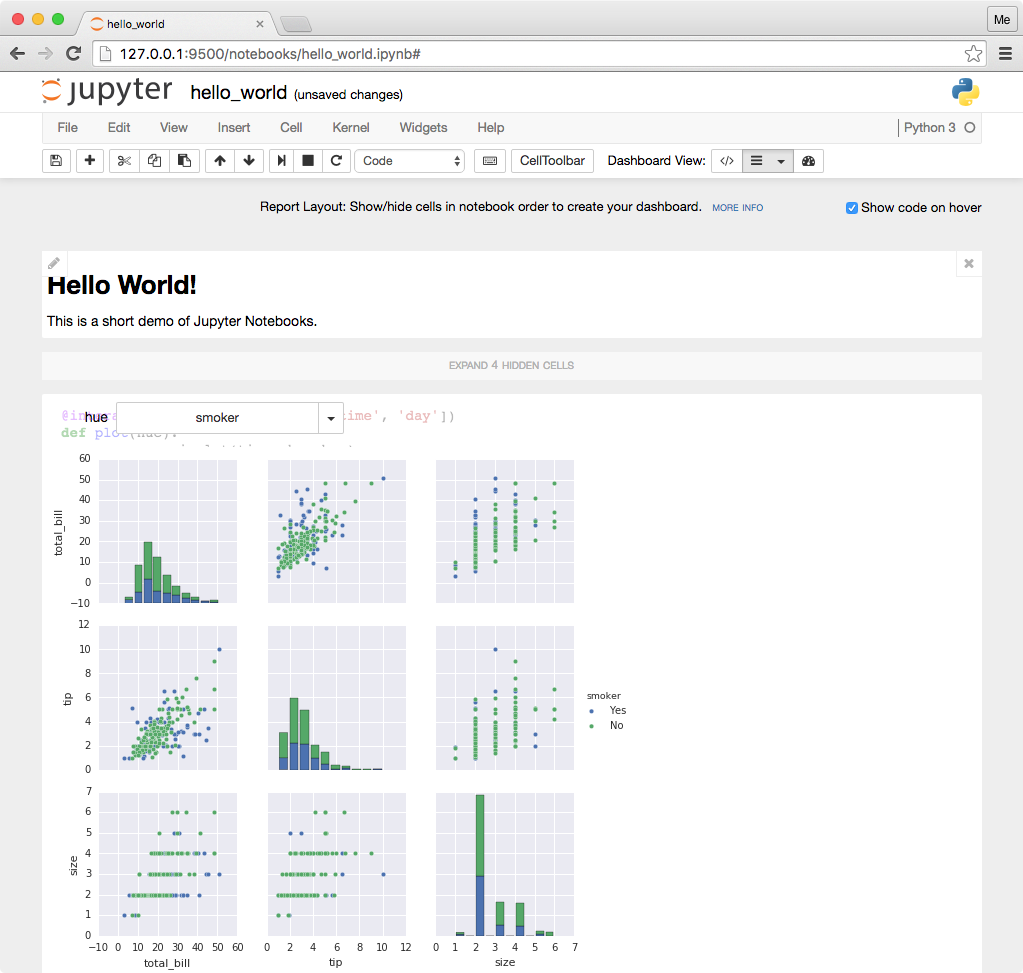 hello_world
Me
127.0.0.1:9500/notebooks/hello_world.ipynb#
jupyter hello_world (unsaved changes)
File Edit View Insert Cell Kernel Widgets Help Python 3
Code CellToolbar Dashboard View: </>
Report Layout: Show/hide cells in notebook order to create your dashboard. MORE INFO Show code on hover
Hello World!
This is a short demo of Jupyter Notebooks.
EXPAND 4 HIDDEN CELLS
hue smoker 'day'])
def plot(hue):
60
50
40
30
20
10
0
−10
total_bill
12
10
8
6
4
2
0
tip
smoker
Yes
No
7
6
5
4
3
2
1
0
size
−10 0 10 20 30 40 50 60 0 2 4 6 8 10 12 0 1 2 3 4 5 6 7
total_bill tip size